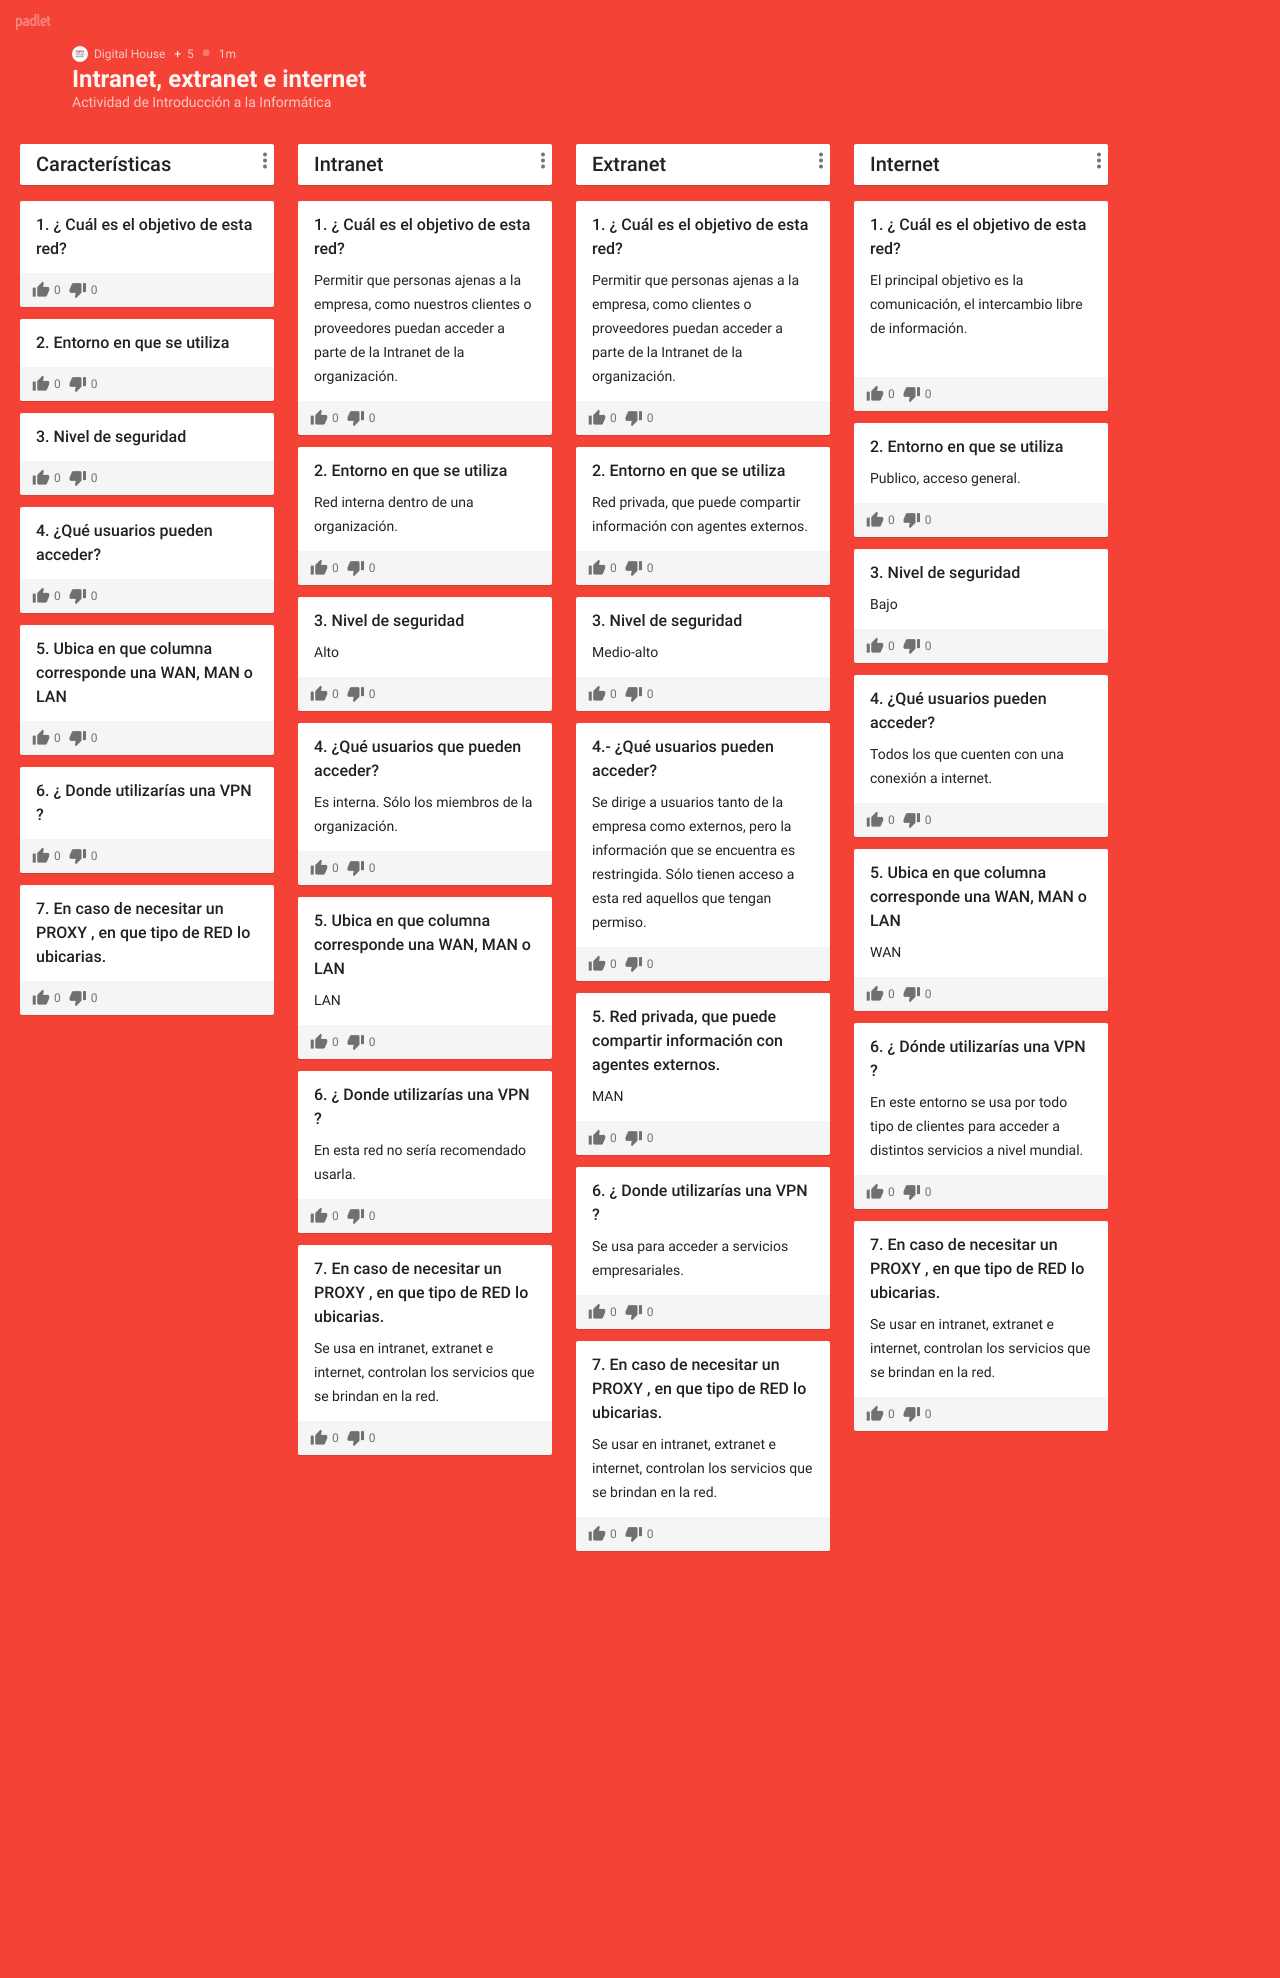 padlet
Digital House + 5 1m
Intranet, extranet e internet
Actividad de Introducción a la Informática
Características
1. ¿ Cuál es el objetivo de esta
red?
0 0
2. Entorno en que se utiliza
0 0
3. Nivel de seguridad
0 0
4. ¿Qué usuarios pueden
acceder?
0 0
5. Ubica en que columna
corresponde una WAN, MAN o
LAN
0 0
6. ¿ Donde utilizarías una VPN
?
0 0
7. En caso de necesitar un
PROXY , en que tipo de RED lo
ubicarias.
0 0
Intranet
1. ¿ Cuál es el objetivo de esta
red?
Permitir que personas ajenas a la
empresa, como nuestros clientes o
proveedores puedan acceder a
parte de la Intranet de la
organización.
0 0
2. Entorno en que se utiliza
Red interna dentro de una
organización.
0 0
3. Nivel de seguridad
Alto
0 0
4. ¿Qué usuarios que pueden
acceder?
Es interna. Sólo los miembros de la
organización.
0 0
5. Ubica en que columna
corresponde una WAN, MAN o
LAN
LAN
0 0
6. ¿ Donde utilizarías una VPN
?
En esta red no sería recomendado
usarla.
0 0
7. En caso de necesitar un
PROXY , en que tipo de RED lo
ubicarias.
Se usa en intranet, extranet e
internet, controlan los servicios que
se brindan en la red.
0 0
Extranet
1. ¿ Cuál es el objetivo de esta
red?
Permitir que personas ajenas a la
empresa, como clientes o
proveedores puedan acceder a
parte de la Intranet de la
organización.
0 0
2. Entorno en que se utiliza
Red privada, que puede compartir
información con agentes externos.
0 0
3. Nivel de seguridad
Medio-alto
0 0
4.- ¿Qué usuarios pueden
acceder?
Se dirige a usuarios tanto de la
empresa como externos, pero la
información que se encuentra es
restringida. Sólo tienen acceso a
esta red aquellos que tengan
permiso.
0 0
5. Red privada, que puede
compartir información con
agentes externos.
MAN
0 0
6. ¿ Donde utilizarías una VPN
?
Se usa para acceder a servicios
empresariales.
0 0
7. En caso de necesitar un
PROXY , en que tipo de RED lo
ubicarias.
Se usar en intranet, extranet e
internet, controlan los servicios que
se brindan en la red.
0 0
Internet
1. ¿ Cuál es el objetivo de esta
red?
El principal objetivo es la
comunicación, el intercambio libre
de información.
0 0
2. Entorno en que se utiliza
Publico, acceso general.
0 0
3. Nivel de seguridad
Bajo
0 0
4. ¿Qué usuarios pueden
acceder?
Todos los que cuenten con una
conexión a internet.
0 0
5. Ubica en que columna
corresponde una WAN, MAN o
LAN
WAN
0 0
6. ¿ Dónde utilizarías una VPN
?
En este entorno se usa por todo
tipo de clientes para acceder a
distintos servicios a nivel mundial.
0 0
7. En caso de necesitar un
PROXY , en que tipo de RED lo
ubicarias.
Se usar en intranet, extranet e
internet, controlan los servicios que
se brindan en la red.
0 0